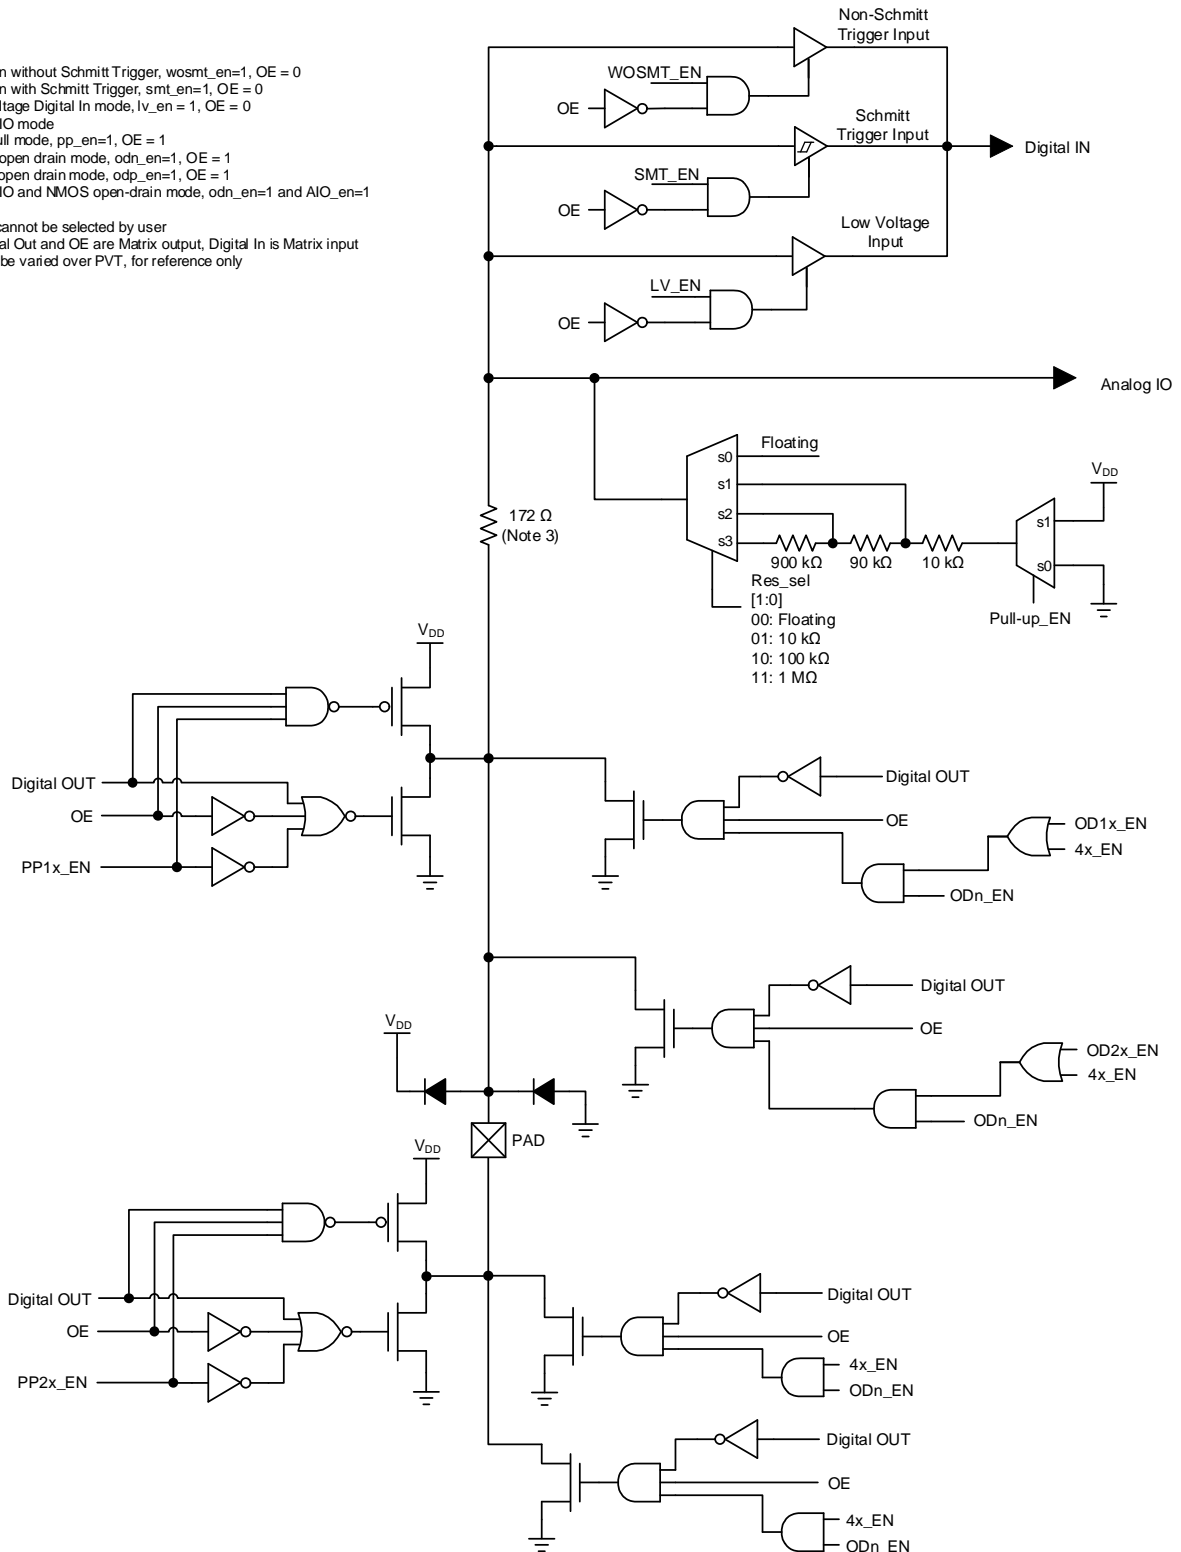 n without Schmitt Trigger, wosmt_en=1, OE = 0
n with Schmitt Trigger, smt_en=1, OE = 0
ltage Digital In mode, lv_en = 1, OE = 0
IO mode
ull mode, pp_en=1, OE = 1
open drain mode, odn_en=1, OE = 1
open drain mode, odp_en=1, OE = 1
IO and NMOS open-drain mode, odn_en=1 and AIO_en=1
cannot be selected by user
al Out and OE are Matrix output, Digital In is Matrix input
be varied over PVT, for reference only
Non-Schmitt
Trigger Input
WOSMT_EN
OE
Schmitt
Trigger Input
Digital IN
SMT_EN
OE
Low Voltage
Input
LV_EN
OE
Analog IO
Floating
s0
s1
s2
s3
VDD
s1
s0
172 Ω
(Note 3)
900 kΩ
90 kΩ
10 kΩ
Res_sel
[1:0]
00: Floating
01: 10 kΩ
10: 100 kΩ
11: 1 MΩ
Pull-up_EN
VDD
Digital OUT
OE
PP1x_EN
Digital OUT
OE
OD1x_EN
4x_EN
ODn_EN
Digital OUT
OE
OD2x_EN
4x_EN
ODn_EN
VDD
PAD
VDD
Digital OUT
OE
PP2x_EN
Digital OUT
OE
4x_EN
ODn_EN
Digital OUT
OE
4x_EN
ODn_EN